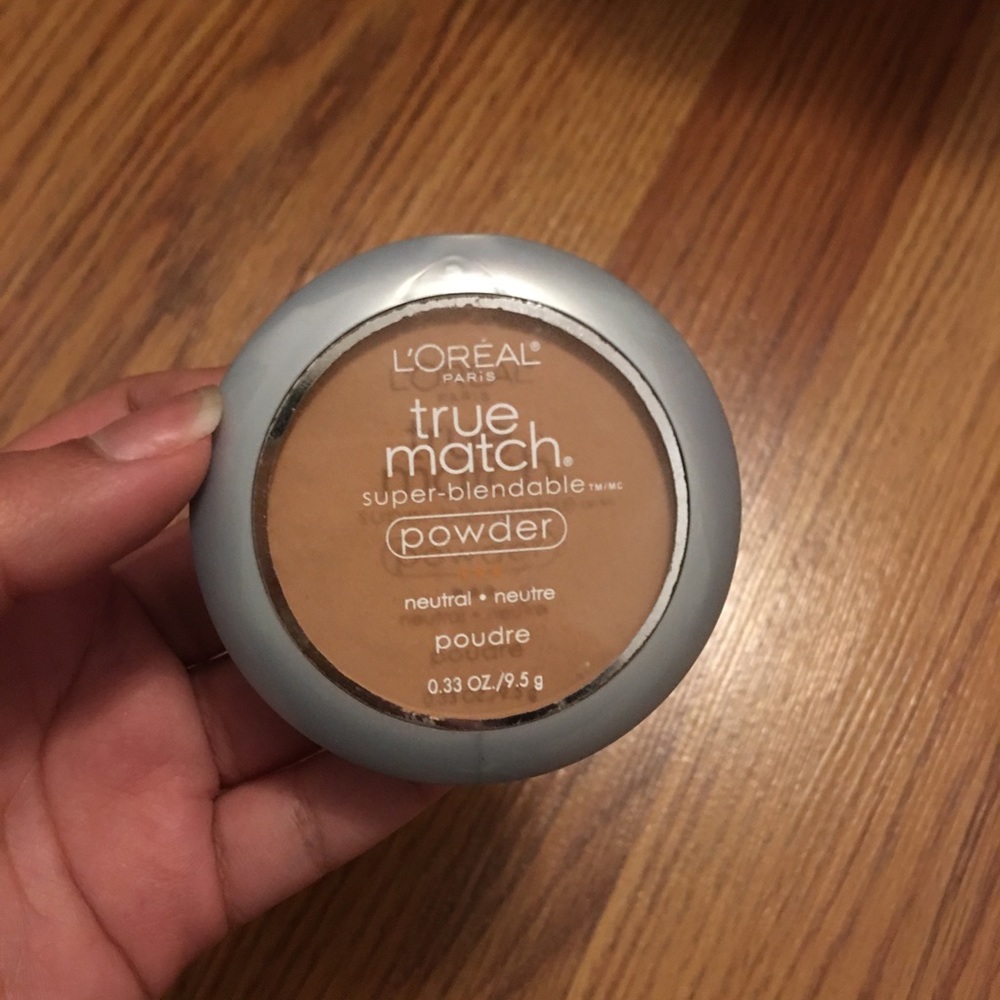 L'ORÉAL®
PARIS
true
match®
super-blendable TM/MC
powder
neutral • neutre
poudre
0.33 OZ./9.5 g